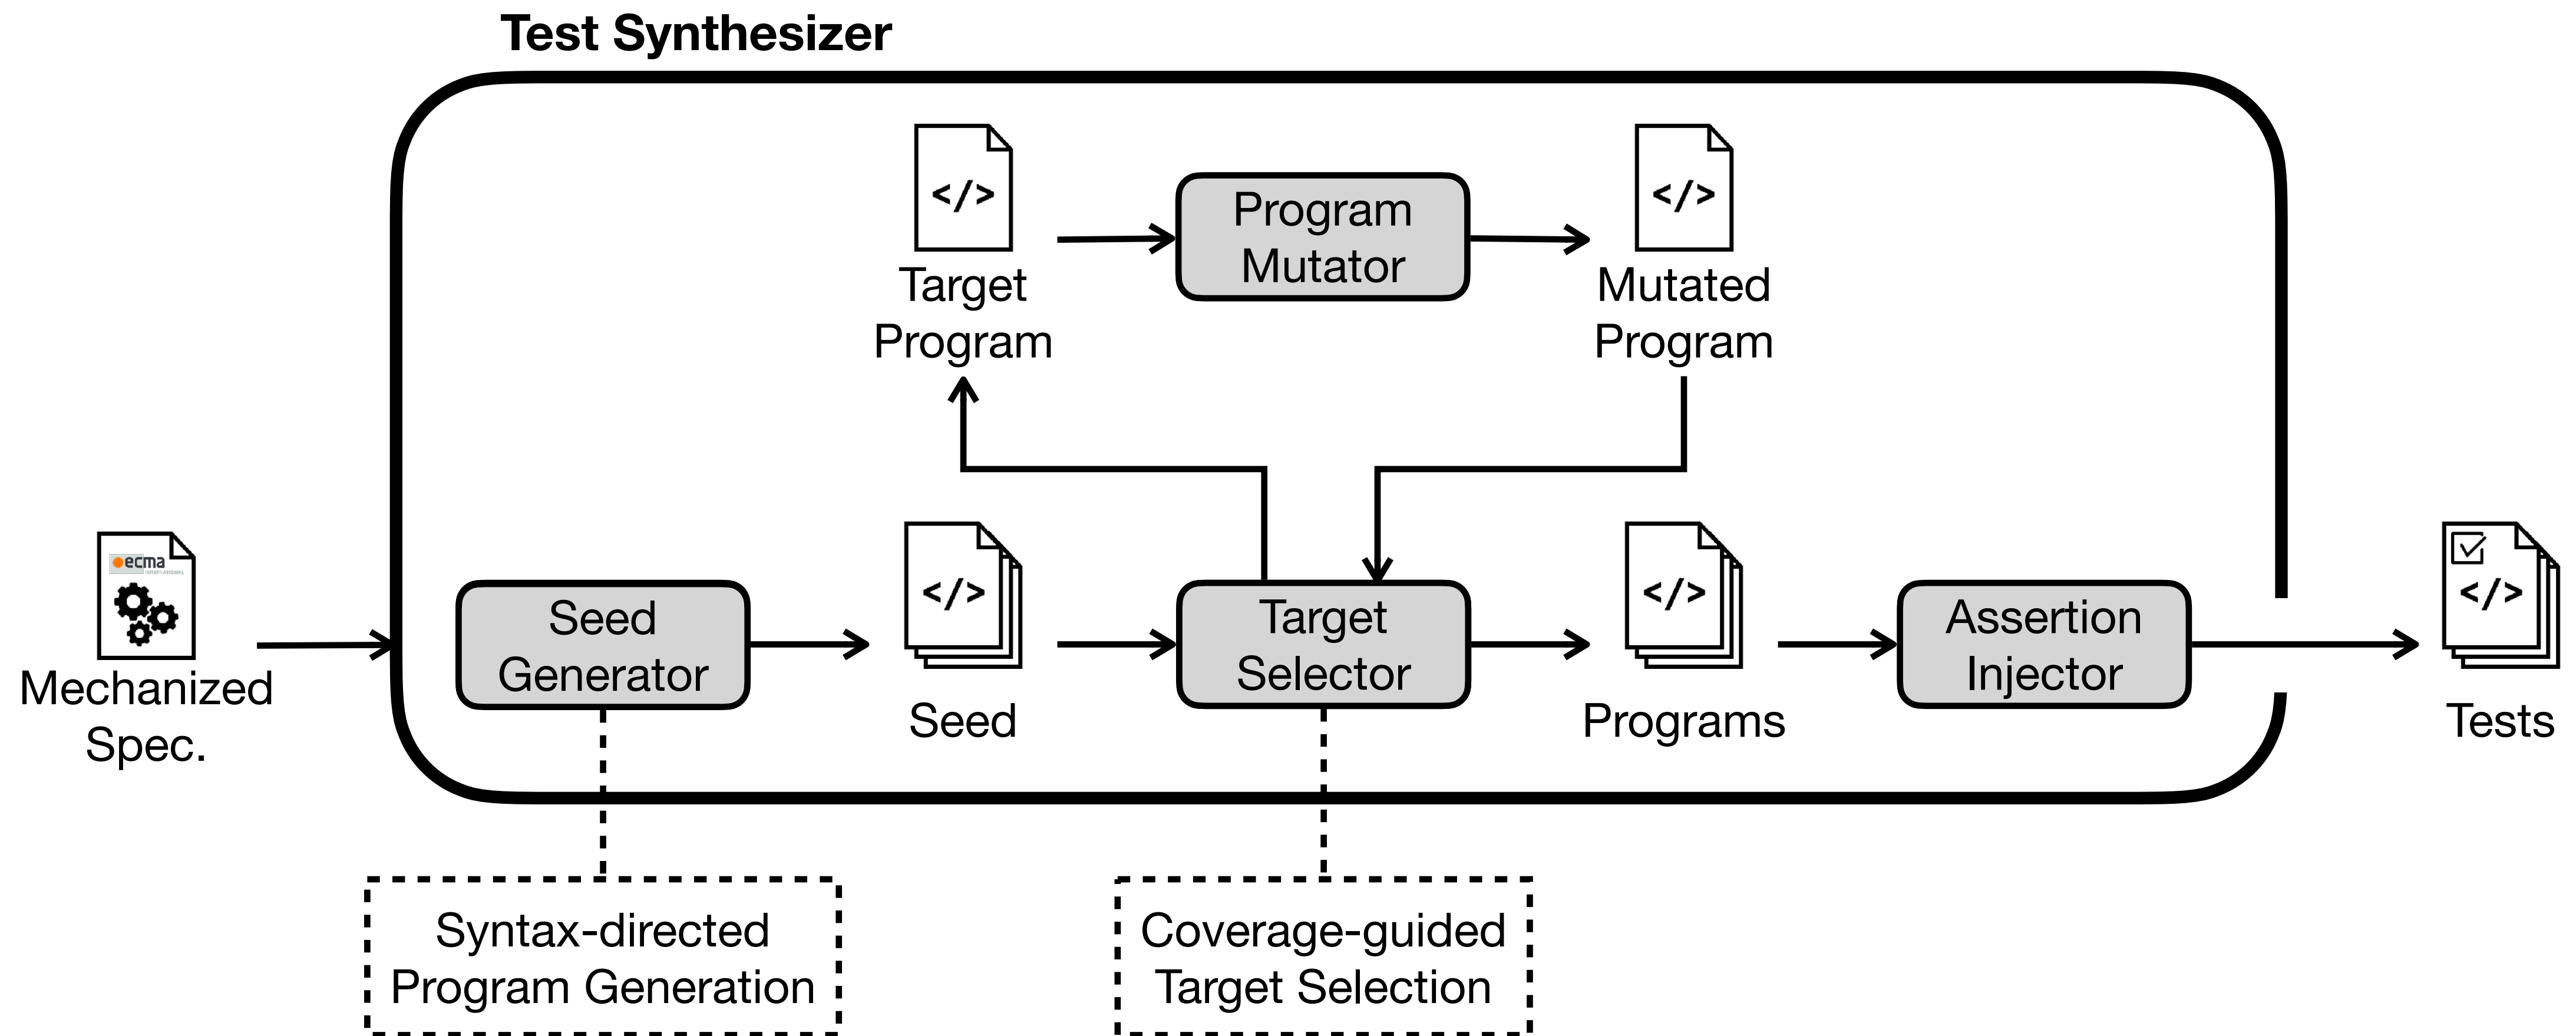 Test Synthesizer
</>
</>
Program
Mutator
Target
Program
Mutated
Program
ecma
Mechanized
Spec.
Seed
Generator
</>
Seed
Target
Selector
</>
Programs
Assertion
Injector
</>
Tests
Syntax-directed
Program Generation
Coverage-guided
Target Selection